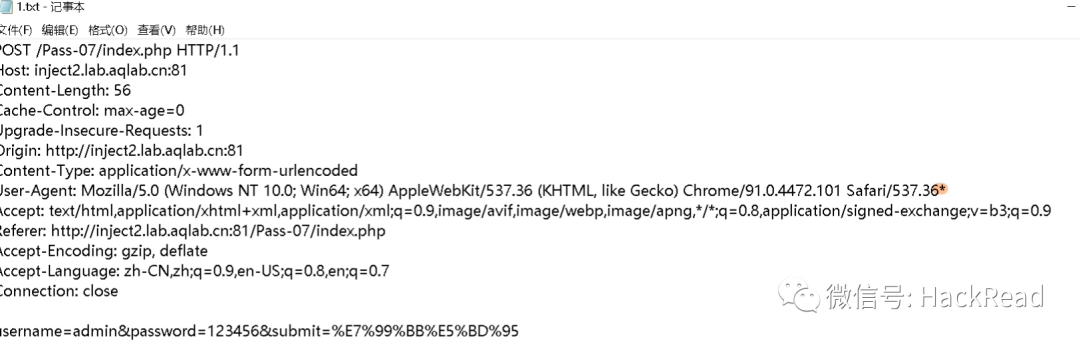 1.txt - 记事本
文件(F) 编辑(E) 格式(O) 查看(V) 帮助(H)
POST /Pass-07/index.php HTTP/1.1
Host: inject2.lab.aqlab.cn:81
Content-Length: 56
Cache-Control: max-age=0
Upgrade-Insecure-Requests: 1
Origin: http://inject2.lab.aqlab.cn:81
Content-Type: application/x-www-form-urlencoded
User-Agent: Mozilla/5.0 (Windows NT 10.0; Win64; x64) AppleWebKit/537.36 (KHTML, like Gecko) Chrome/91.0.4472.101 Safari/537.36*
Accept: text/html,application/xhtml+xml,application/xml;q=0.9,image/avif,image/webp,image/apng,*/*;q=0.8,application/signed-exchange;v=b3;q=0.9
Referer: http://inject2.lab.aqlab.cn:81/Pass-07/index.php
Accept-Encoding: gzip, deflate
Accept-Language: zh-CN,zh;q=0.9,en-US;q=0.8,en;q=0.7
Connection: close
微信号: HackRead
username=admin&password=123456&submit=%E7%99%BB%E5%BD%95